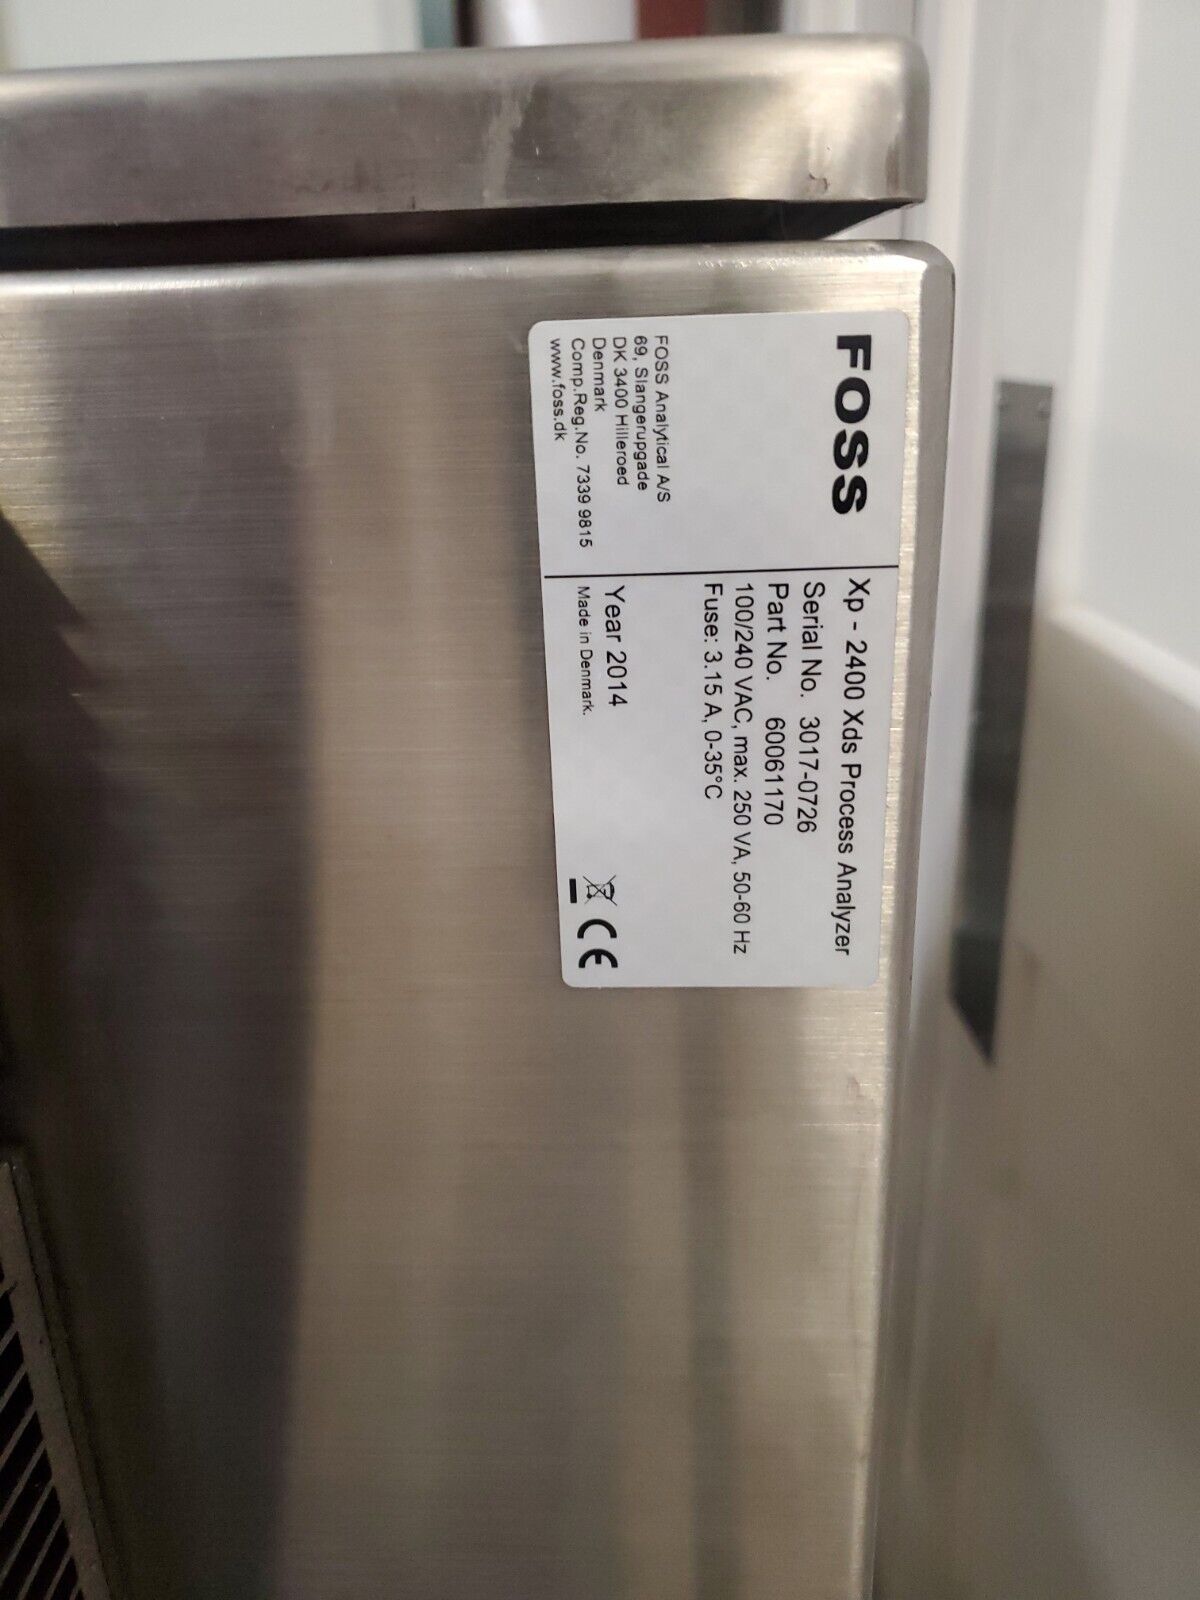 FOSS
FOSS Analytical A/S
69, Slangerupgade
DK 3400 Hilleroed
Denmark
Comp.Reg.No. 7339 9815
www.foss.dk
Xp - 2400 Xds Process Analyzer
Serial No. 3017-0726
Part No. 60061170
100/240 VAC, max. 250 VA, 50-60 Hz
Fuse: 3.15 A, 0-35°C
Year 2014
Made in Denmark.
CE